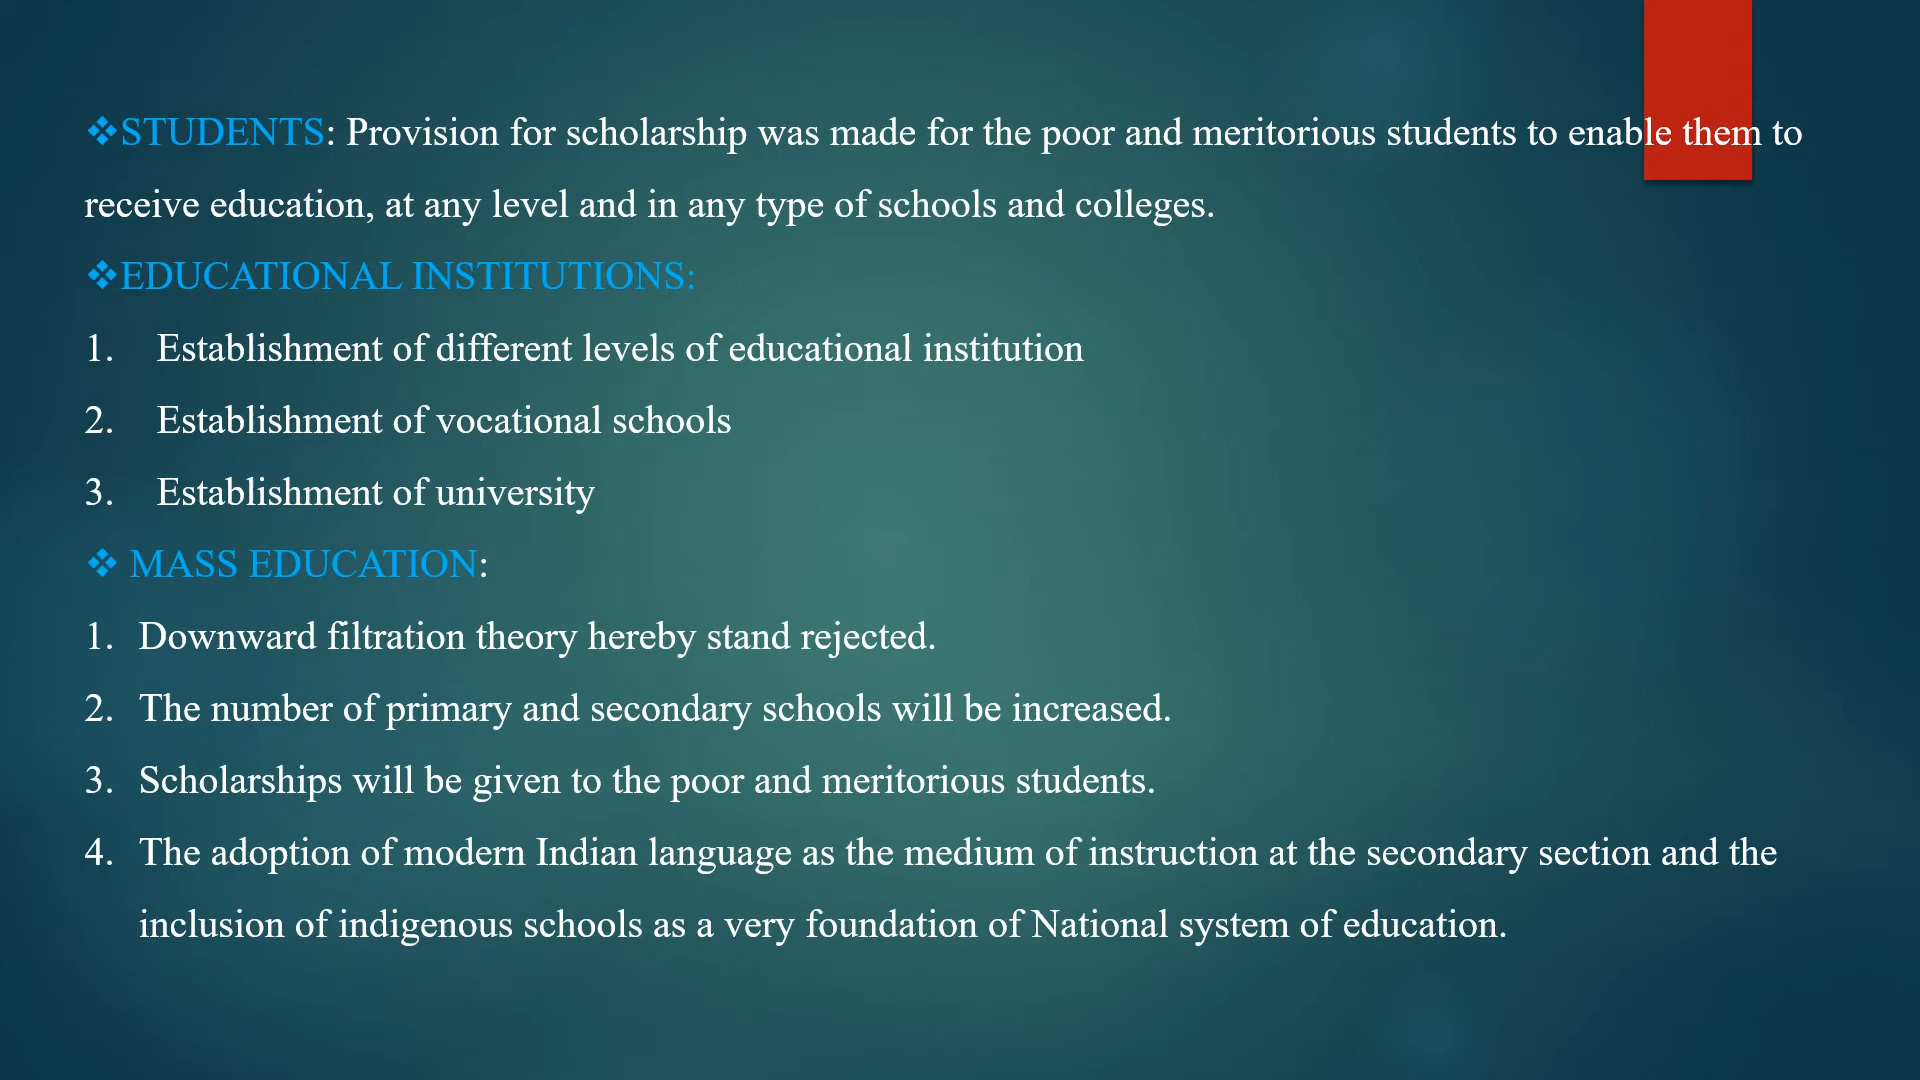 ❖STUDENTS: Provision for scholarship was made for the poor and meritorious students to enable them to
receive education, at any level and in any type of schools and colleges.
❖EDUCATIONAL INSTITUTIONS:
1. Establishment of different levels of educational institution
2. Establishment of vocational schools
3. Establishment of university
❖ MASS EDUCATION:
1. Downward filtration theory hereby stand rejected.
2. The number of primary and secondary schools will be increased.
3. Scholarships will be given to the poor and meritorious students.
4. The adoption of modern Indian language as the medium of instruction at the secondary section and the
inclusion of indigenous schools as a very foundation of National system of education.